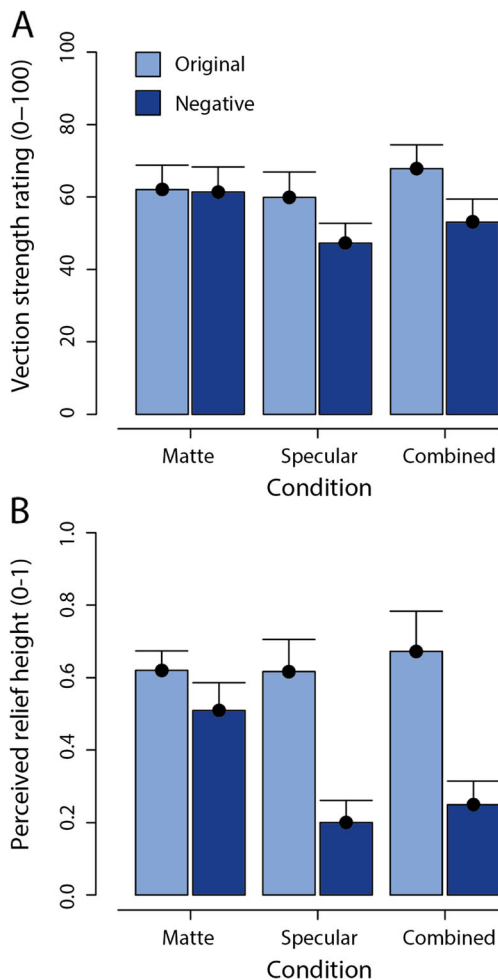 A
Vection strength rating (0–100)
100
80
60
40
20
0
Original
Negative
Matte Specular Combined
Condition
B
Perceived relief height (0-1)
1.0
0.8
0.6
0.4
0.2
0.0
Matte Specular Combined
Condition